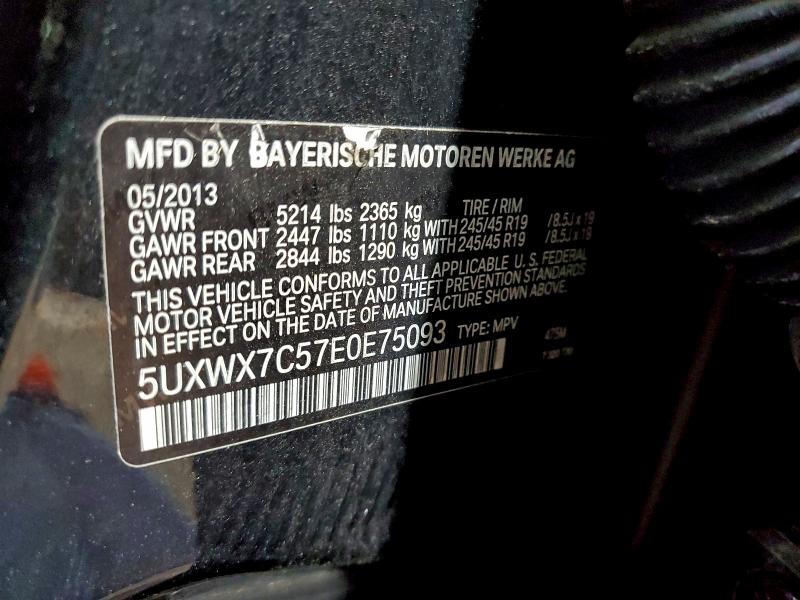 MFD BY BAYERISCHE MOTOREN WERKE AG
05/2013
GVWR 5214 lbs 2365 kg TIRE / RIM
GAWR FRONT 2447 lbs 1110 kg WITH 245/45 R19 /8.5J x 19
GAWR REAR 2844 lbs 1290 kg WITH 245/45 R19 /8.5J x 19
THIS VEHICLE CONFORMS TO ALL APPLICABLE U. S. FEDERAL
MOTOR VEHICLE SAFETY AND THEFT PREVENTION STANDARDS
IN EFFECT ON THE DATE OF MANUFACTURE SHOWN ABOVE.
5UXWX7C57E0E75093 TYPE: MPV 475M